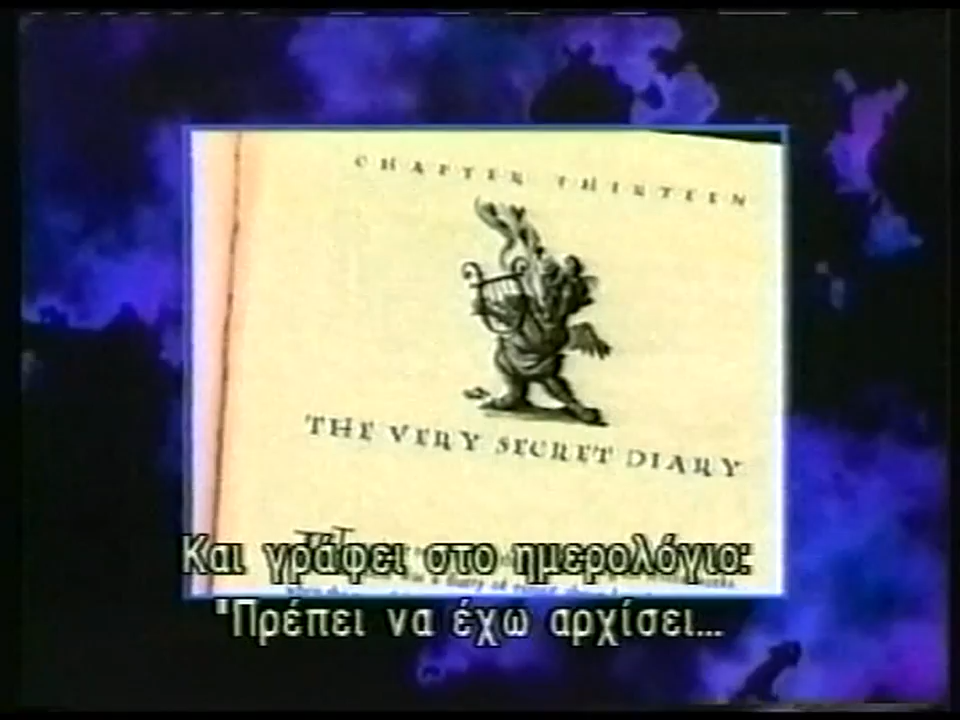 CHAPTER THIRTEEN
THE VERY SECRET DIARY
Και γράφει στο ημερολόγιο:
"Πρέπει να έχω αρχίσει...